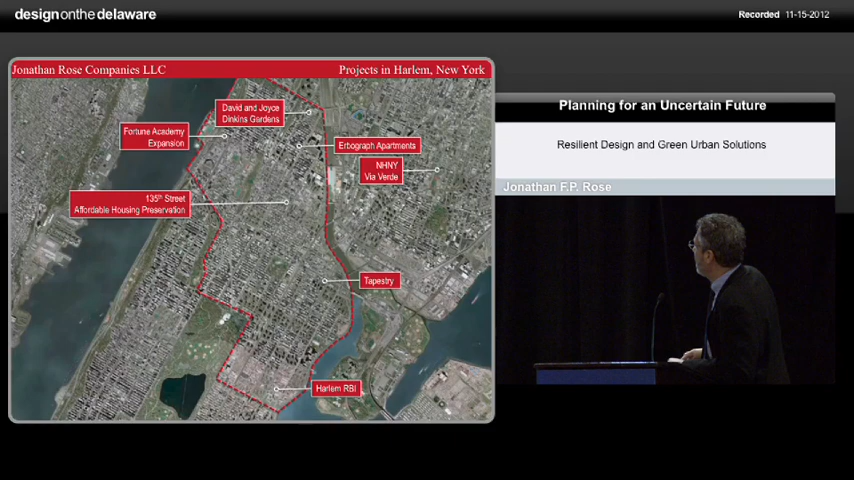 designonthedelaware
Recorded 11-15-2012
Jonathan Rose Companies LLC
Projects in Harlem, New York
David and Joyce
Dinkins Gardens
Fortune Academy
Expansion
Erbograph Apartments
NHNY
Via Verde
135th Street
Affordable Housing Preservation
Tapestry
Harlem RBI
Planning for an Uncertain Future
Resilient Design and Green Urban Solutions
Jonathan F.P. Rose